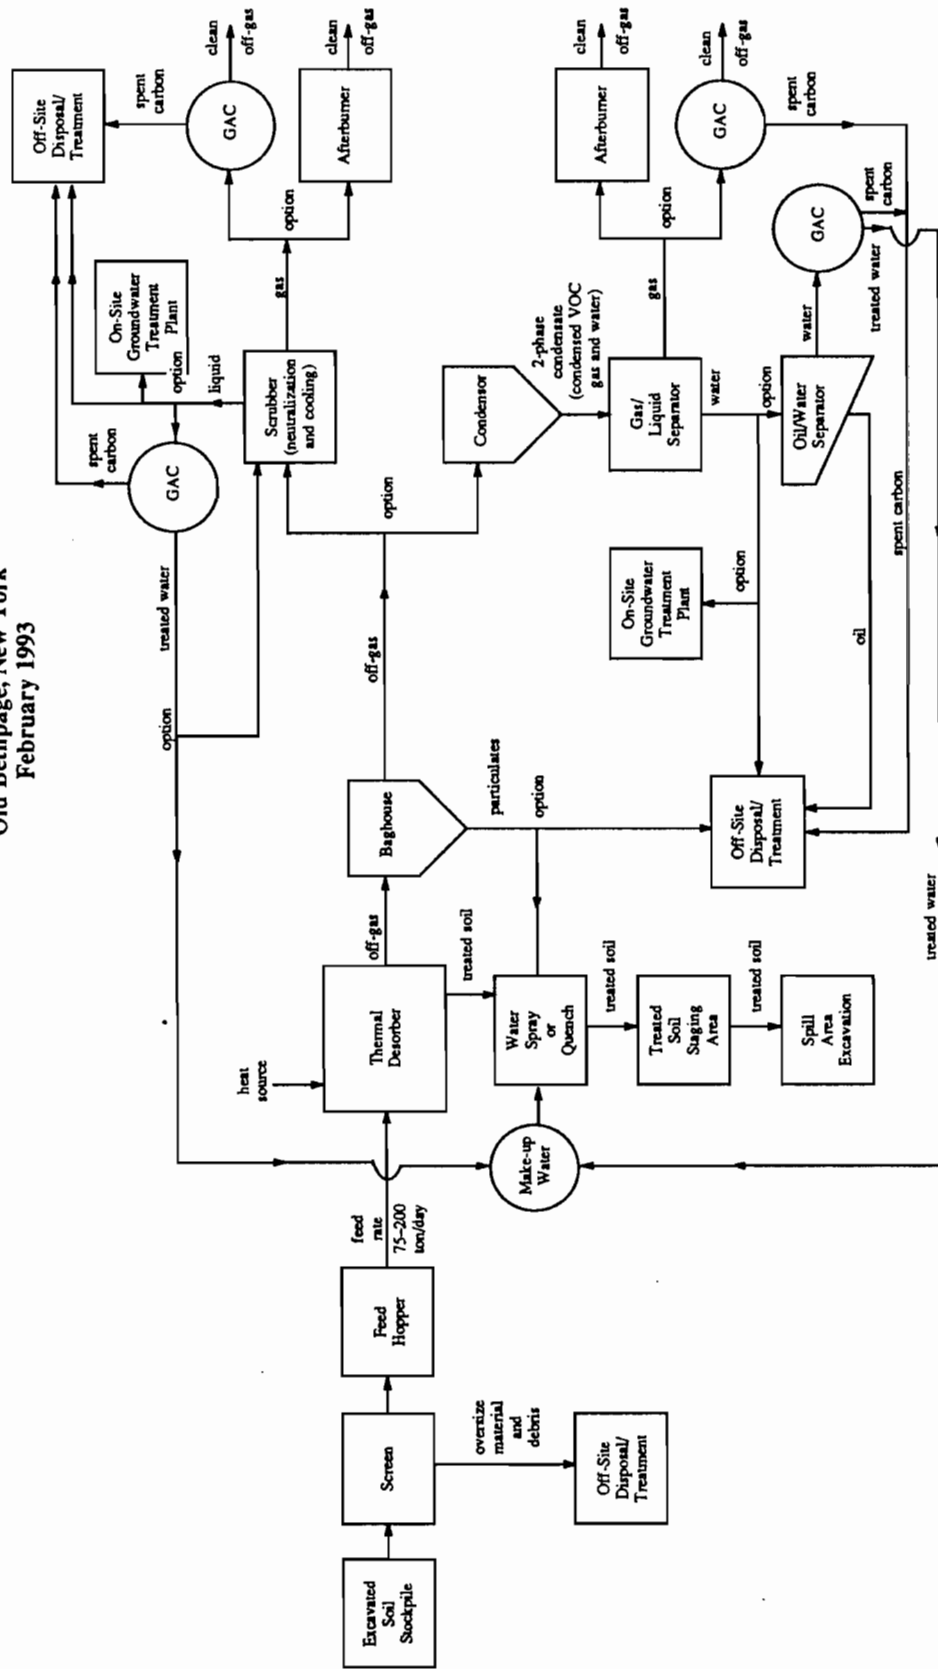 Old Bethpage, New York
February 1993
Excavated
Soil
Stockpile
Screen
oversize
material
and
debris
Off-Site
Disposal/
Treatment
Feed
Hopper
feed
rate
75–200
ton/day
heat
source
Thermal
Desorber
treated soil
off-gas
Make-up
Water
Water
Spray
or
Quench
treated soil
Treated
Soil
Staging
Area
treated soil
Spill
Area
Excavation
Baghouse
particulates
option
Off-Site
Disposal/
Treatment
off-gas
option
option
treated water
GAC
spent
carbon
Scrubber
(neutralization
and cooling)
liquid
option
On-Site
Groundwater
Treatment
Plant
Off-Site
Disposal/
Treatment
gas
option
GAC
spent
carbon
clean
off-gas
Afterburner
clean
off-gas
Condensor
2-phase
condensate
(condensed VOC
gas and water)
Gas/
Liquid
Separator
gas
option
Afterburner
clean
off-gas
GAC
clean
off-gas
spent
carbon
water
option
On-Site
Groundwater
Treatment
Plant
option
Oil/Water
Separator
water
GAC
spent
carbon
treated water
oil
spent carbon
treated water